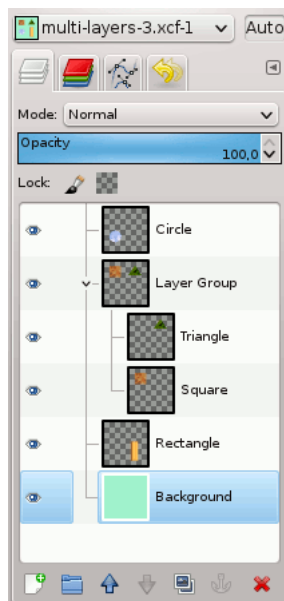 multi-layers-3.xcf-1 Auto
Mode: Normal
Opacity
100,0
Lock:
Circle
Layer Group
Triangle
Square
Rectangle
Background